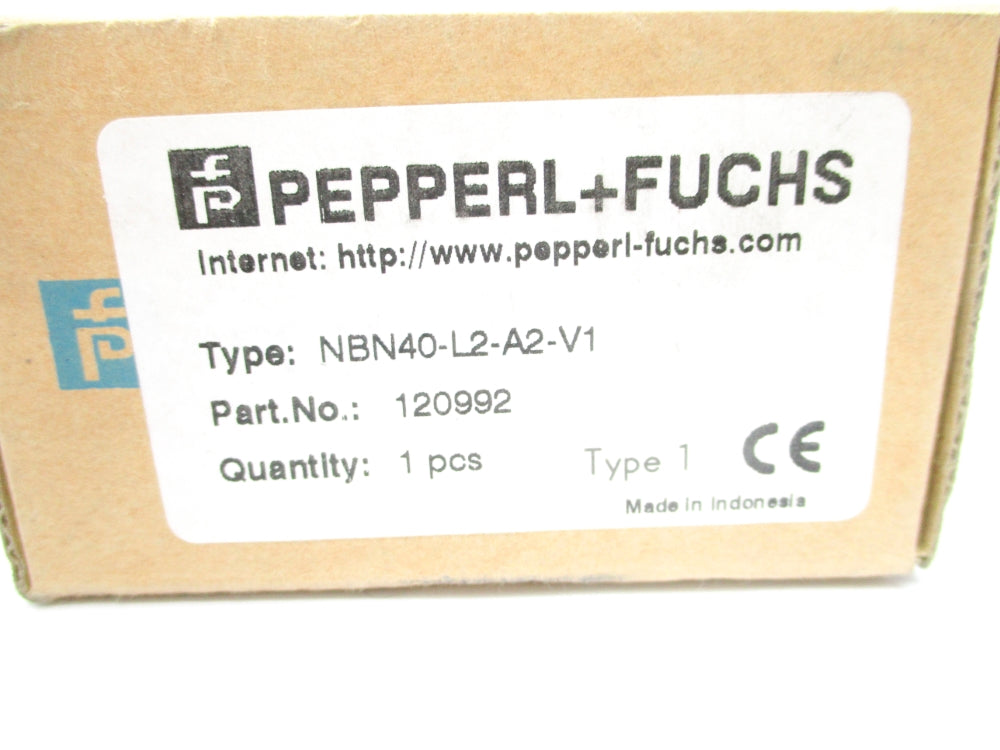 PEPPERL+FUCHS
Internet: http://www.pepperl-fuchs.com
Type: NBN40-L2-A2-V1
Part.No.: 120992
Quantity: 1 pcs Type 1 CE
Made in Indonesia